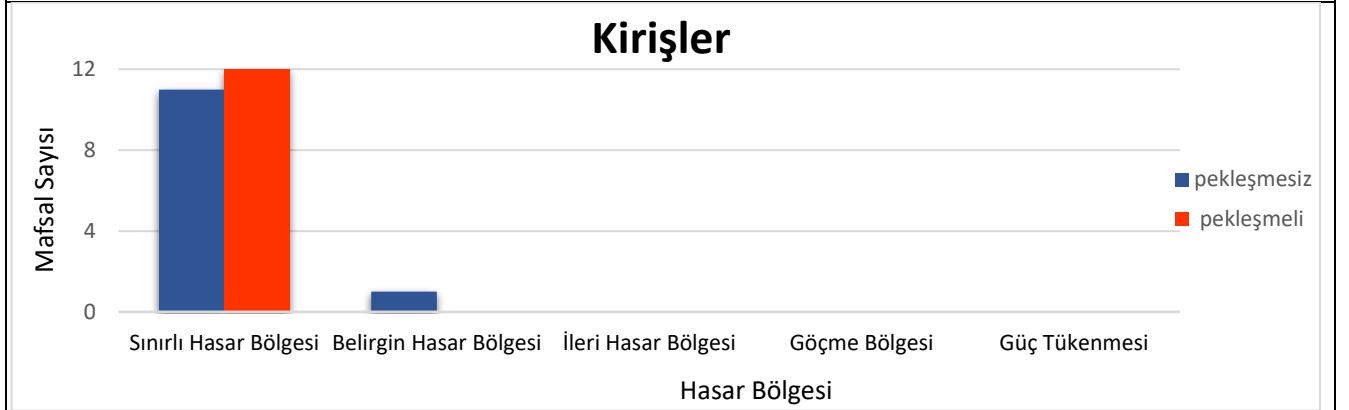 Kirişler
12
8
4
0
Mafsal Sayısı
Sınırlı Hasar Bölgesi Belirgin Hasar Bölgesi İleri Hasar Bölgesi Göçme Bölgesi Güç Tükenmesi
Hasar Bölgesi
pekleşmesiz
pekleşmeli